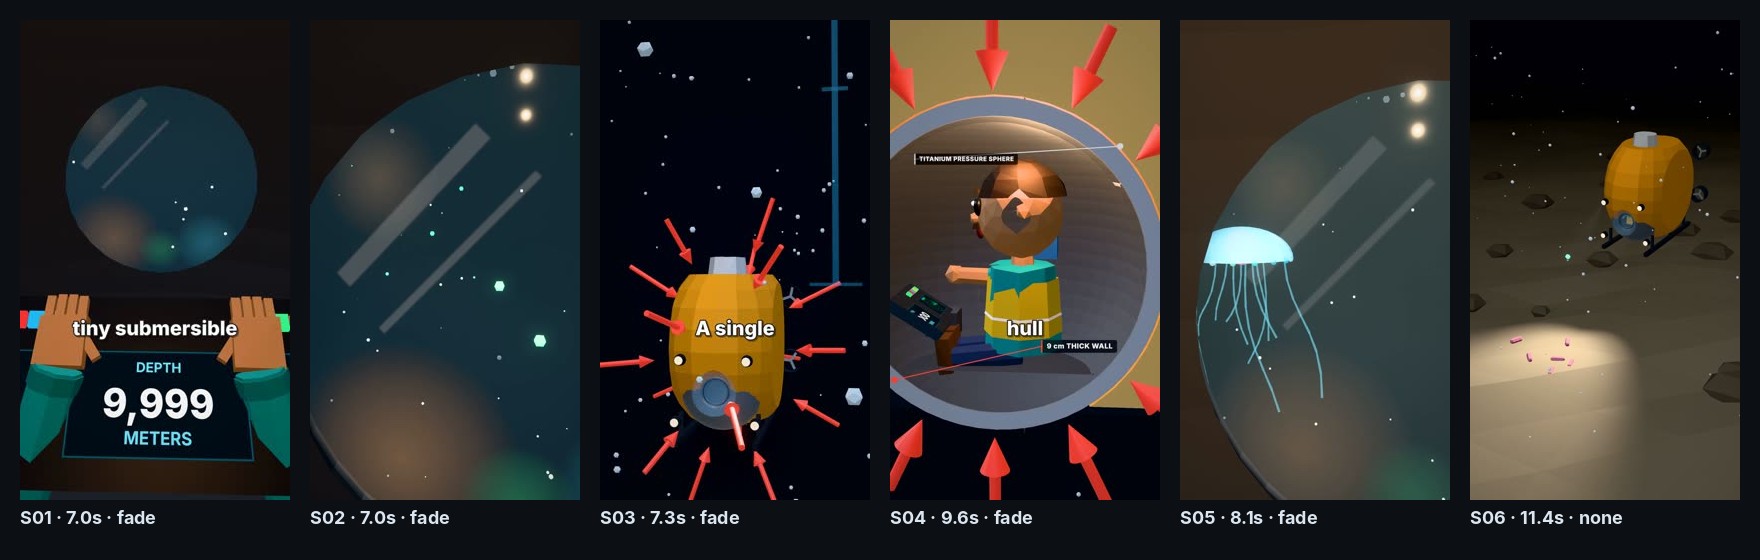 tiny submersible
DEPTH
9,999
METERS
A single
TITANIUM PRESSURE SPHERE
hull
9 cm THICK WALL
S01 · 7.0s · fade
S02 · 7.0s · fade
S03 · 7.3s · fade
S04 · 9.6s · fade
S05 · 8.1s · fade
S06 · 11.4s · none